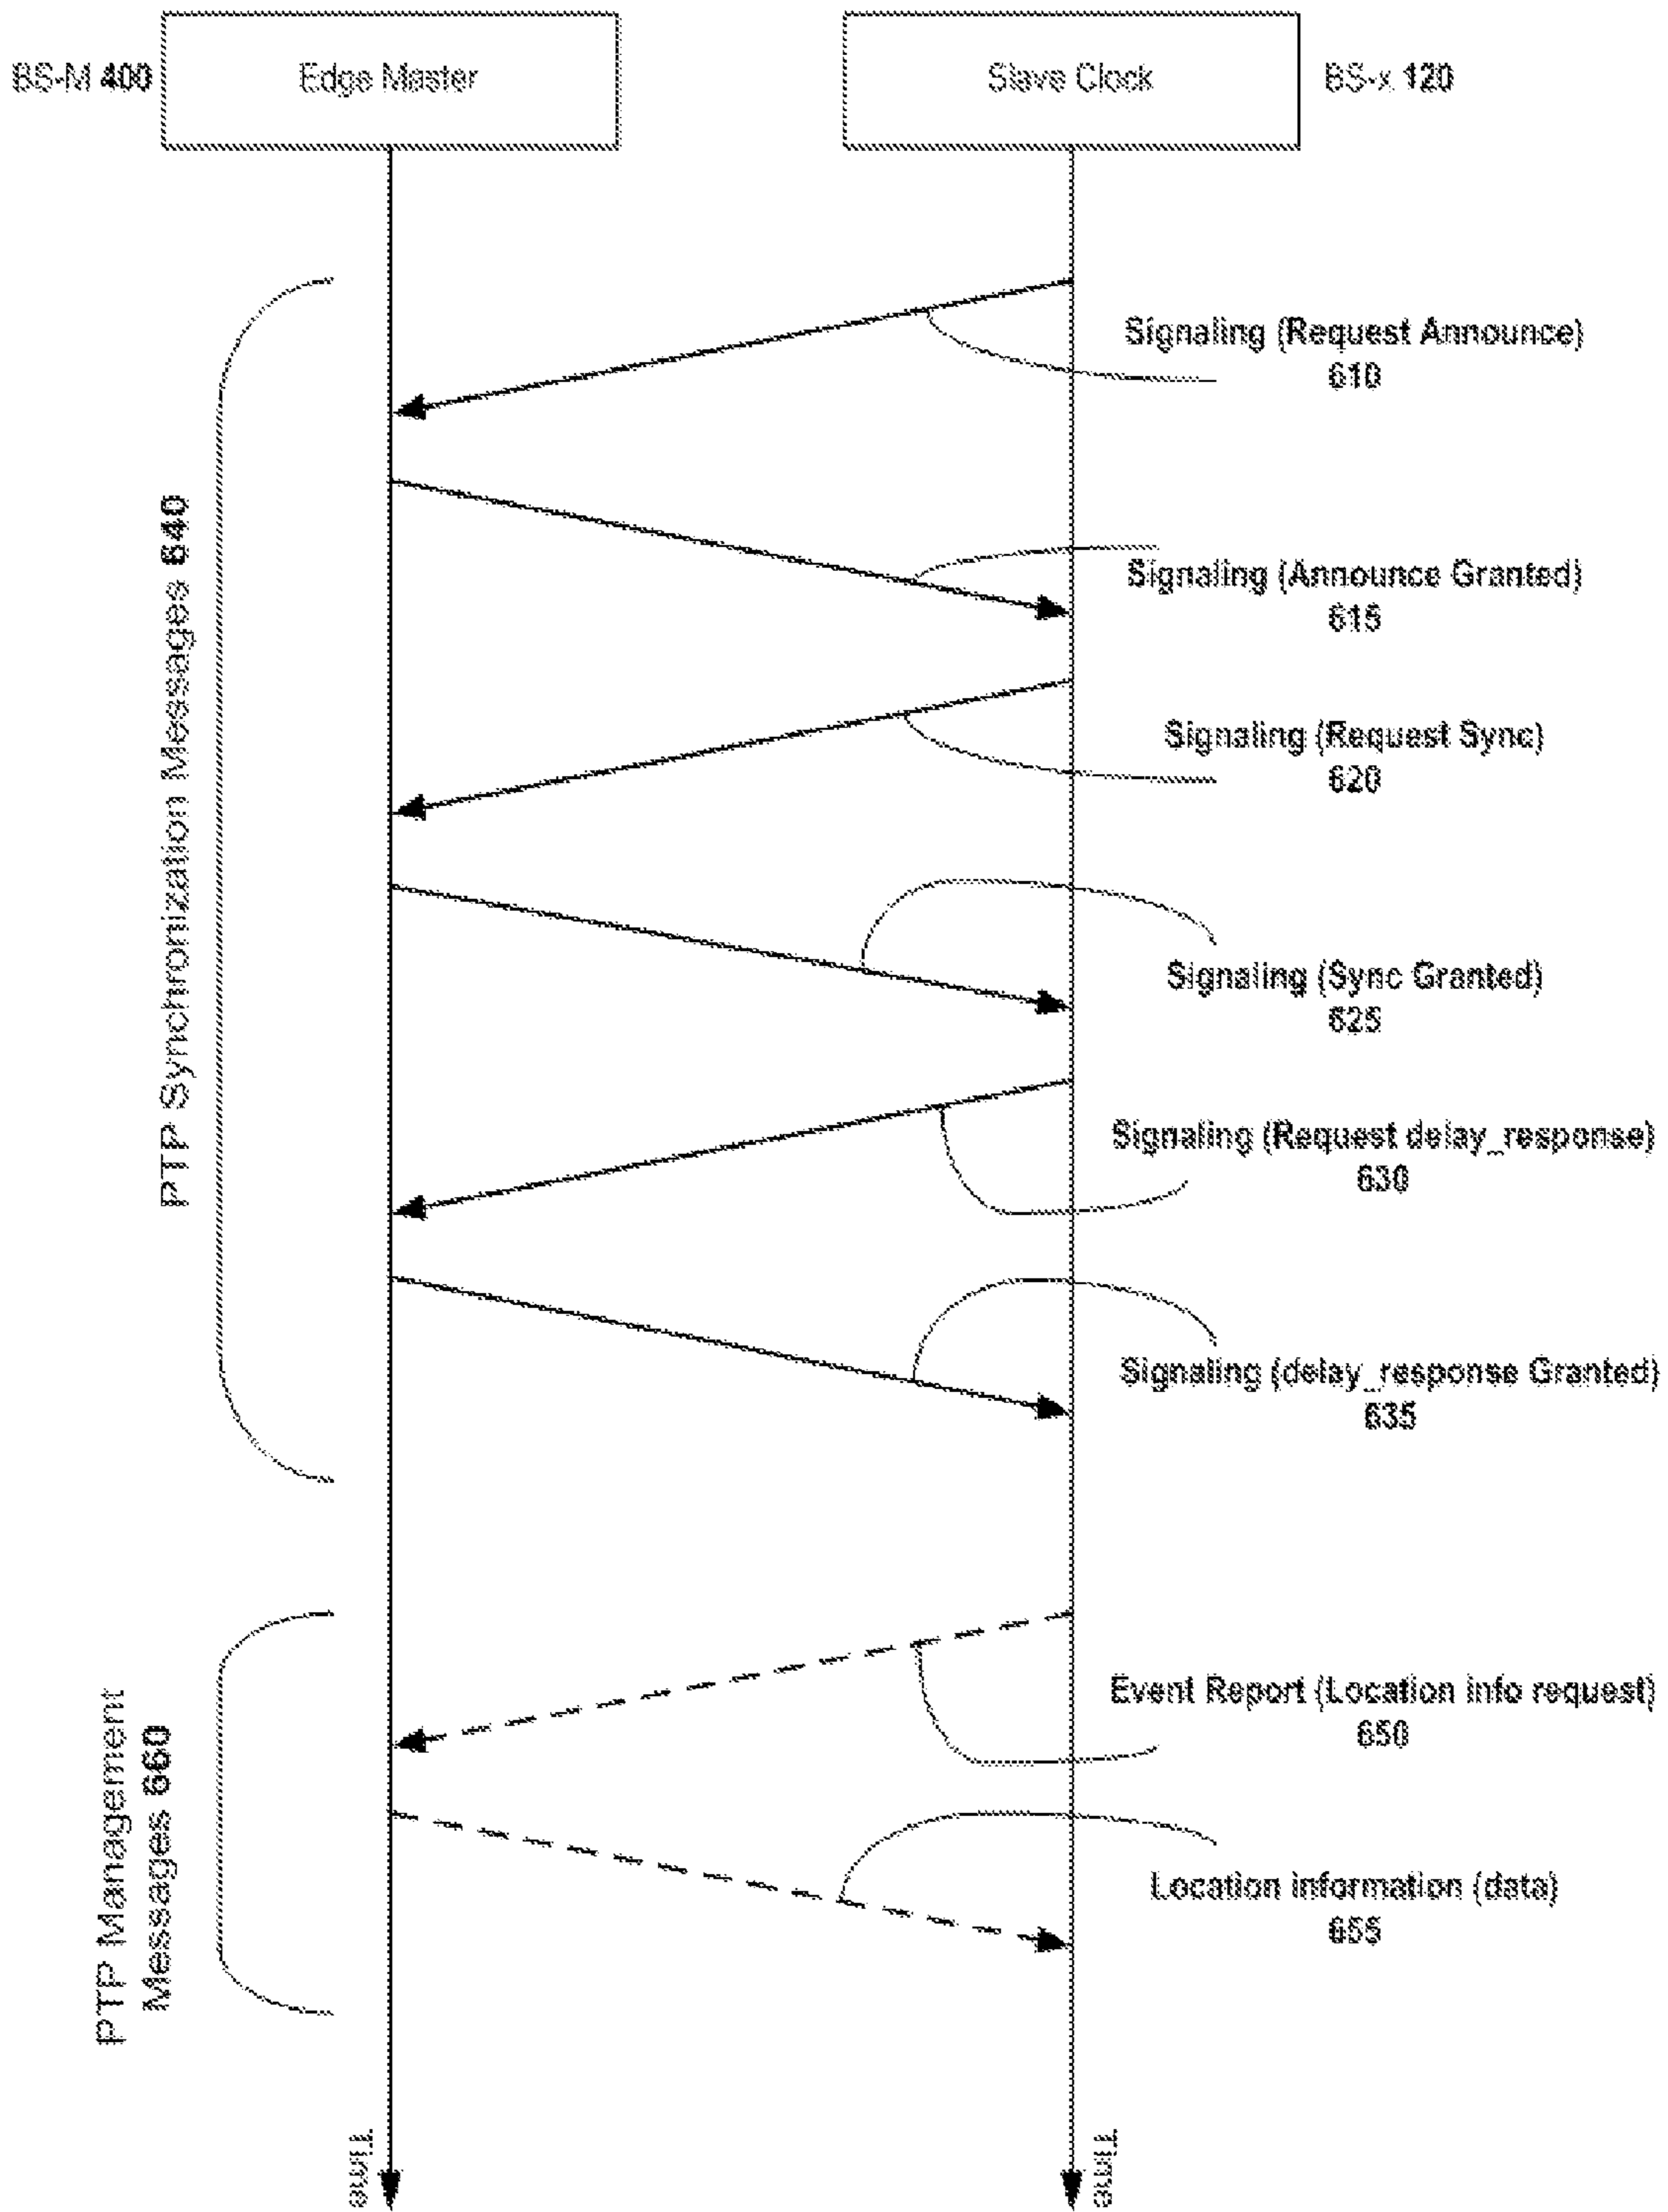 BS-M 400
Edge Master
Slave Clock
BS-x 120
Signaling (Request Announce)
610
Signaling (Announce Granted)
615
Signaling (Request Sync)
620
Signaling (Sync Granted)
625
Signaling (Request delay_response)
630
Signaling (delay_response Granted)
635
PTP Synchronization Messages 640
Event Report (Location info request)
650
Location information (data)
655
PTP Management
Messages 660
Time
Time